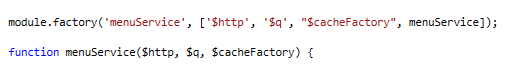 module.factory('menuService', ['$http', '$q', "$cacheFactory", menuService]);
function menuService($http, $q, $cacheFactory) {